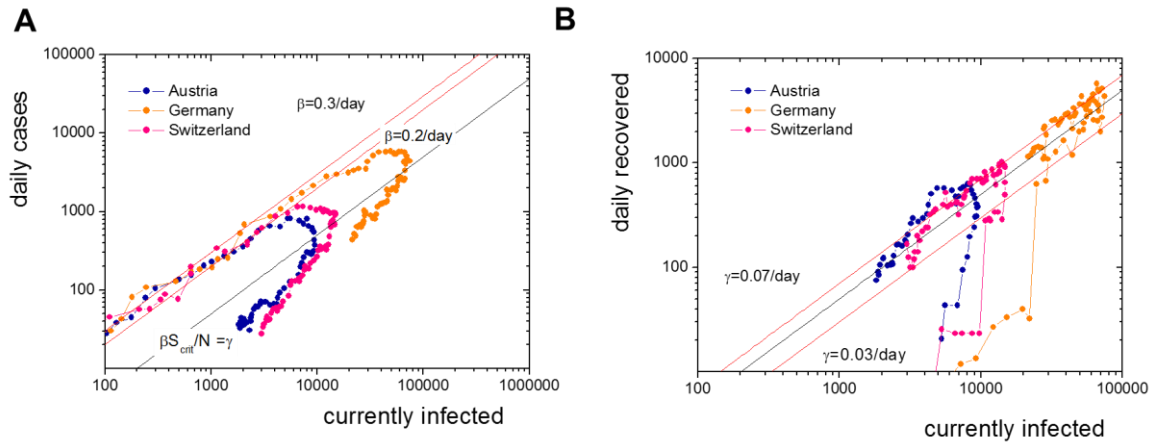 A
daily cases
100000
10000
1000
100
Austria
Germany
Switzerland
β=0.3/day
β=0.2/day
βS_crit/N =γ
100 1000 10000 100000 1000000
currently infected
B
daily recovered
10000
1000
100
Austria
Germany
Switzerland
γ=0.07/day
γ=0.03/day
100 1000 10000 100000
currently infected